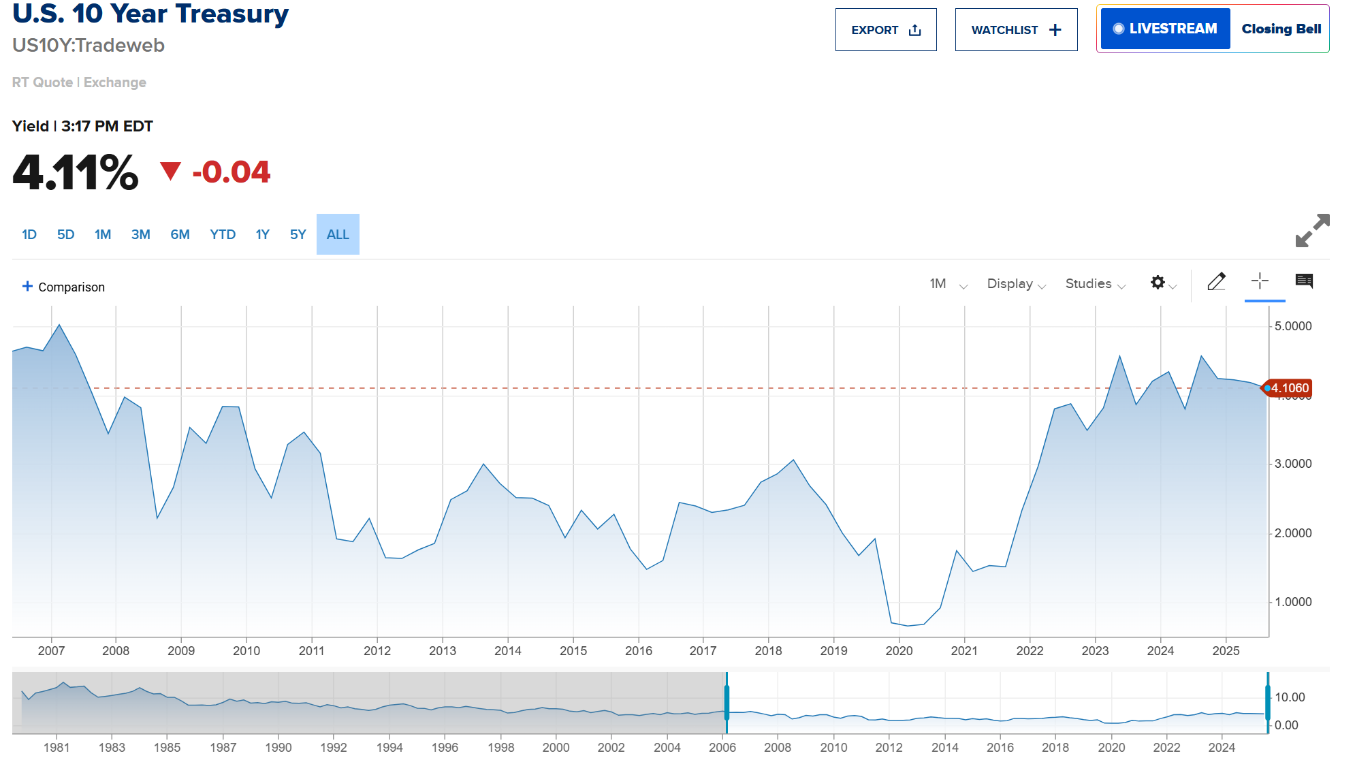 U.S. 10 Year Treasury
US10Y:Tradeweb
EXPORT
WATCHLIST +
LIVESTREAM
Closing Bell
RT Quote | Exchange
Yield | 3:17 PM EDT
4.11% ▼ -0.04
1D 5D 1M 3M 6M YTD 1Y 5Y ALL
+ Comparison
1M Display Studies
5.0000
4.1060
4.0000
3.0000
2.0000
1.0000
2007 2008 2009 2010 2011 2012 2013 2014 2015 2016 2017 2018 2019 2020 2021 2022 2023 2024 2025
10.00
0.00
1981 1983 1985 1987 1990 1992 1994 1996 1998 2000 2002 2004 2006 2008 2010 2012 2014 2016 2018 2020 2022 2024